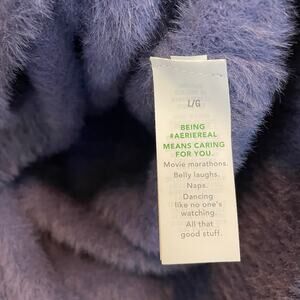 L/G
BEING
#AERIEREAL
MEANS CARING
FOR YOU.
Movie marathons.
Belly laughs.
Naps.
Dancing
like no one's
watching.
All that
good stuff.